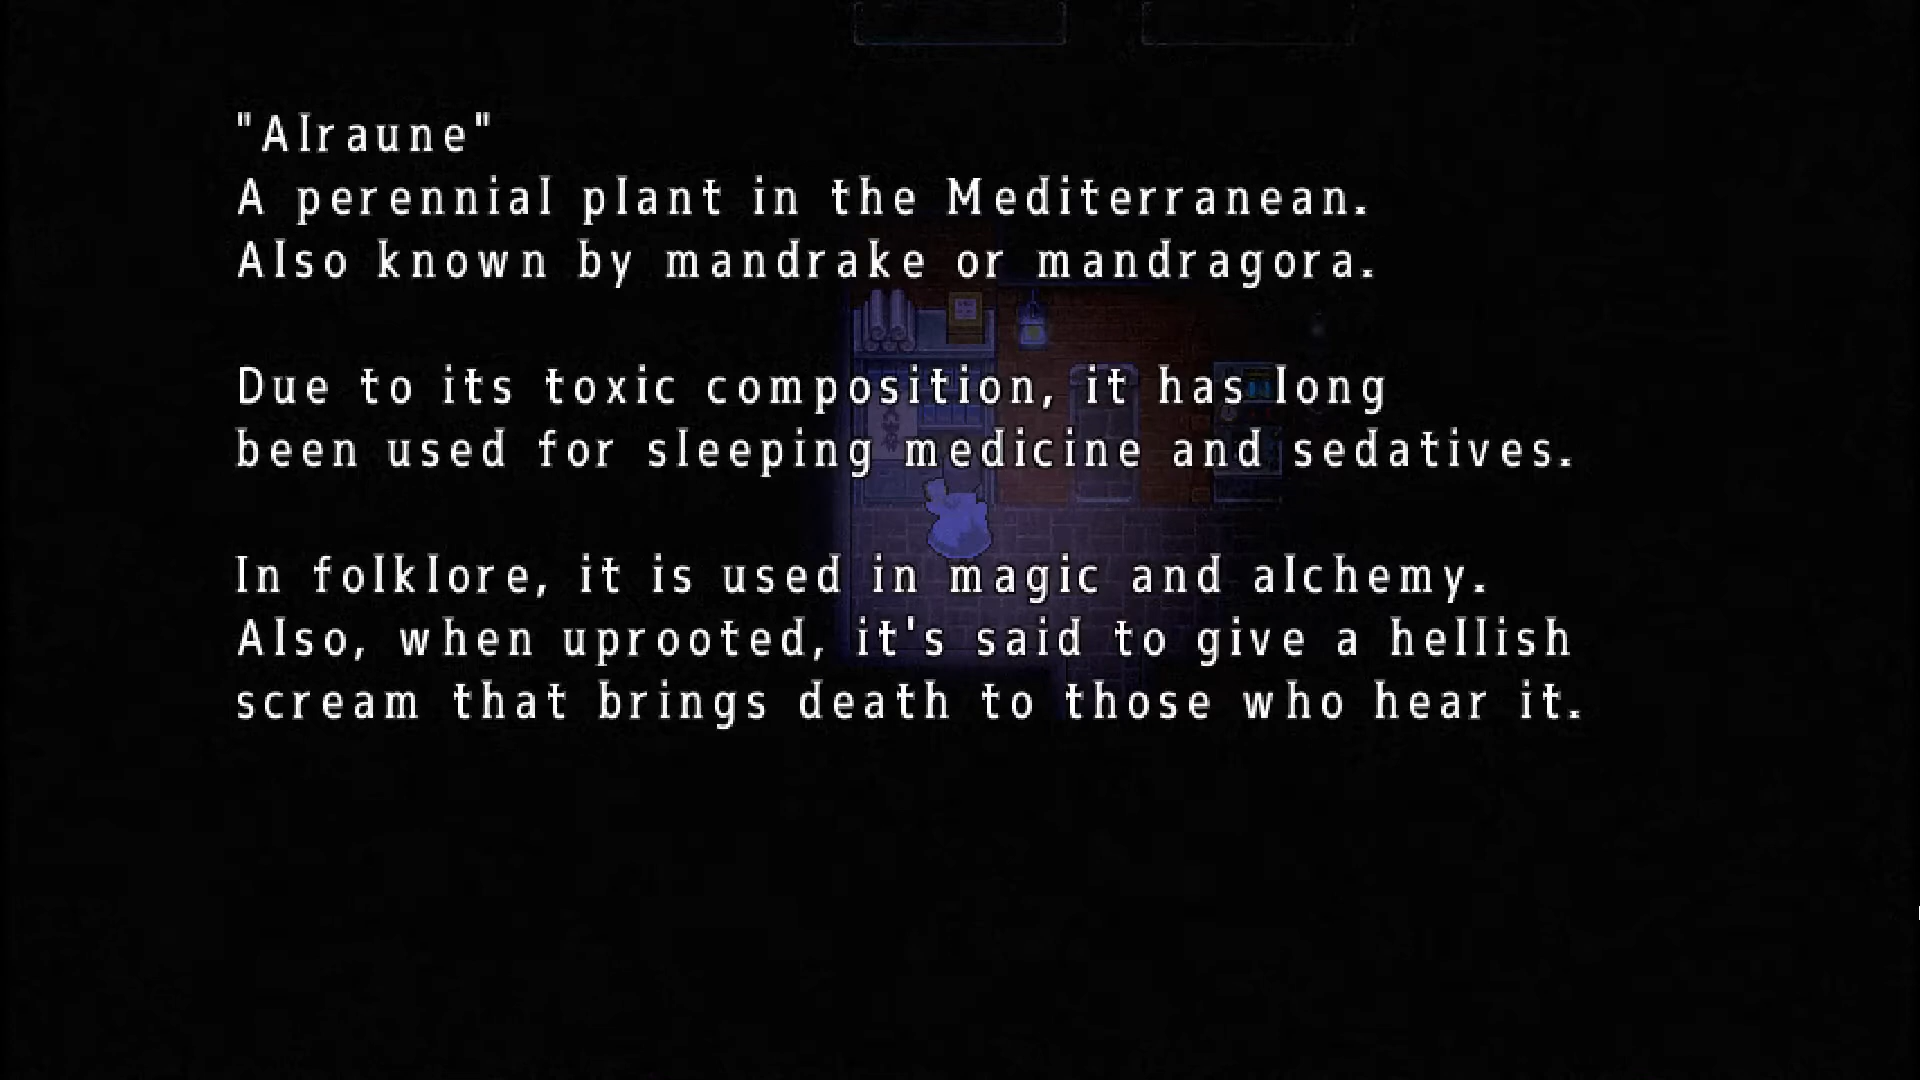 "Alraune"
A perennial plant in the Mediterranean.
Also known by mandrake or mandragora.
Due to its toxic composition, it has long
been used for sleeping medicine and sedatives.
In folklore, it is used in magic and alchemy.
Also, when uprooted, it's said to give a hellish
scream that brings death to those who hear it.